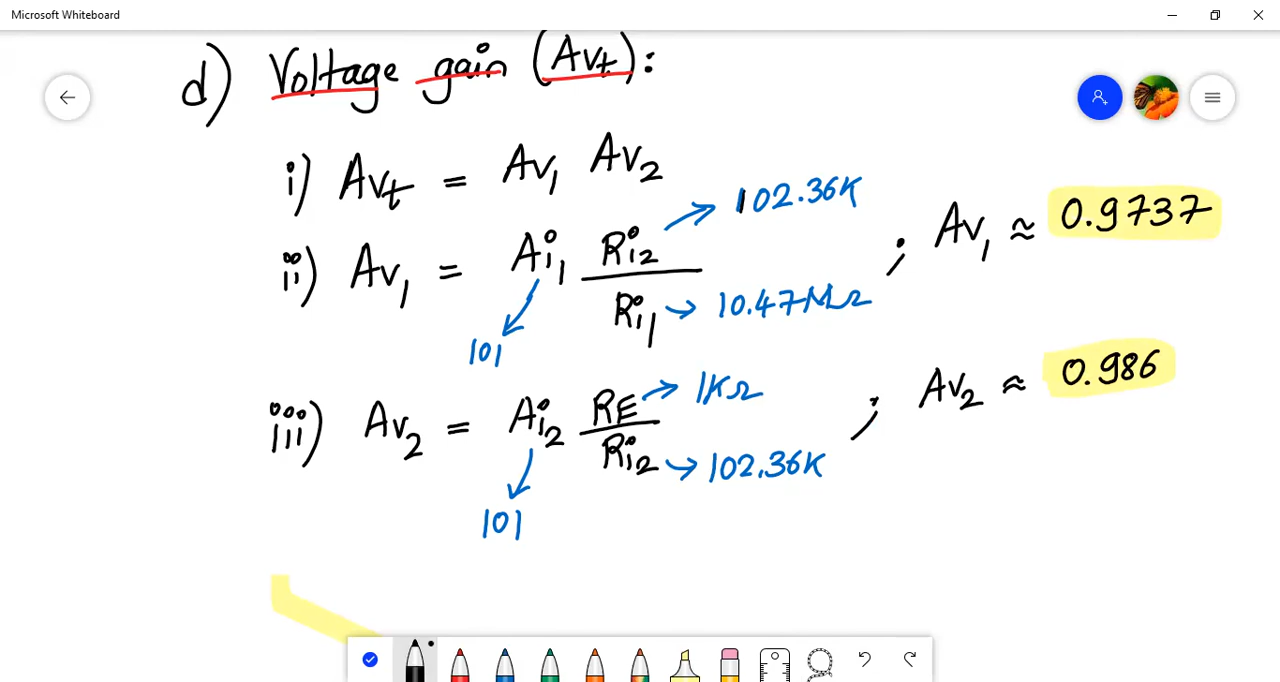 Microsoft Whiteboard
d) Voltage gain (Avt):
i) Avt = Av1 Av2
102.36K
ii) Av1 = Ai1 Ri2 / Ri1 ; Av1 ≈ 0.9737
10.47MΩ
101
iii) Av2 = Ai2 RE / Ri2 ; Av2 ≈ 0.986
1KΩ
102.36K
101